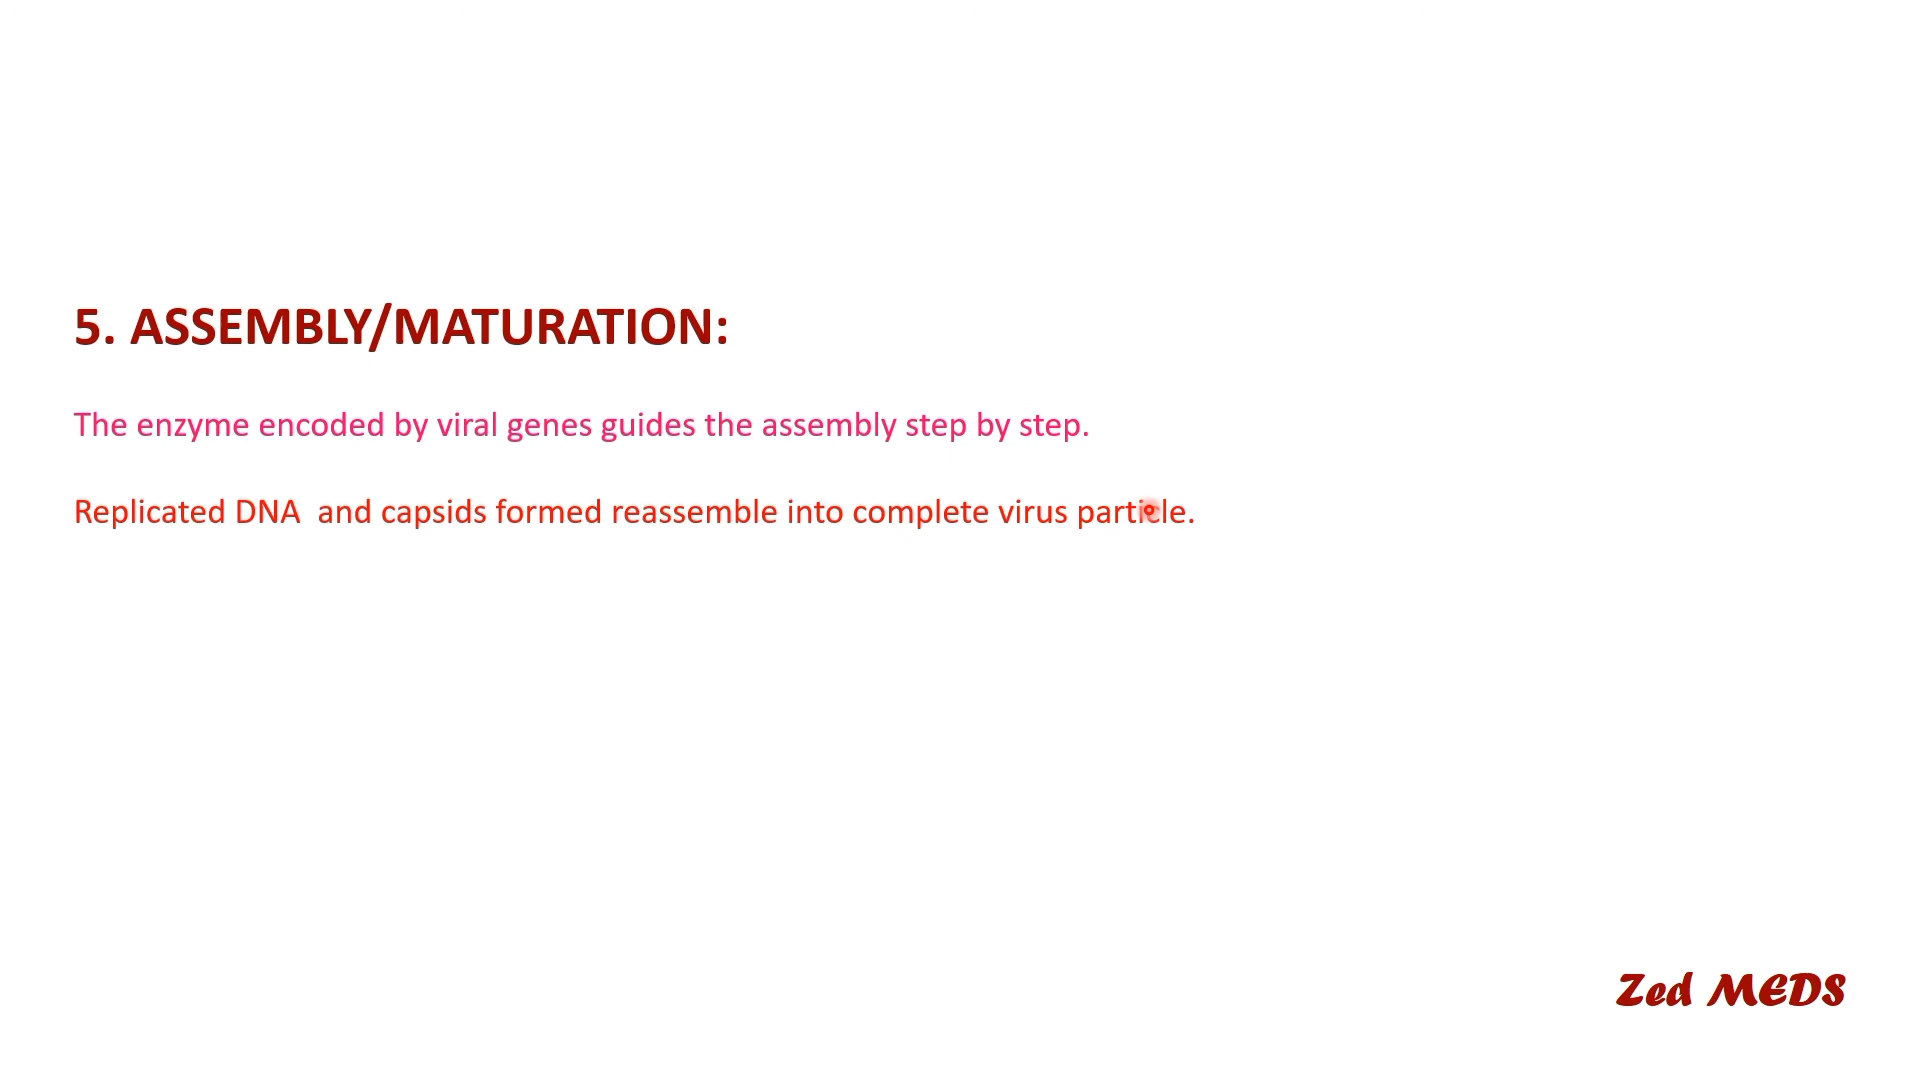 5. ASSEMBLY/MATURATION:
The enzyme encoded by viral genes guides the assembly step by step.
Replicated DNA  and capsids formed reassemble into complete virus particle.
Zed MEDS